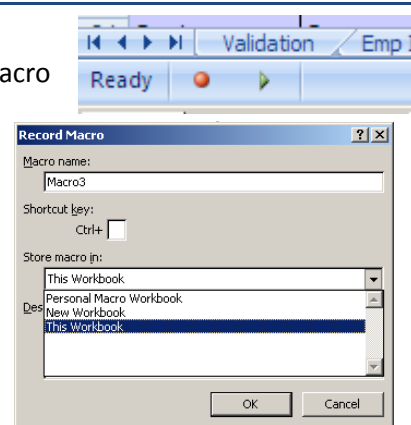 Validation Emp I
acro
Ready
Record Macro
Macro name:
Macro3
Shortcut key:
Ctrl+
Store macro in:
This Workbook
Des
Personal Macro Workbook
New Workbook
This Workbook
OK Cancel